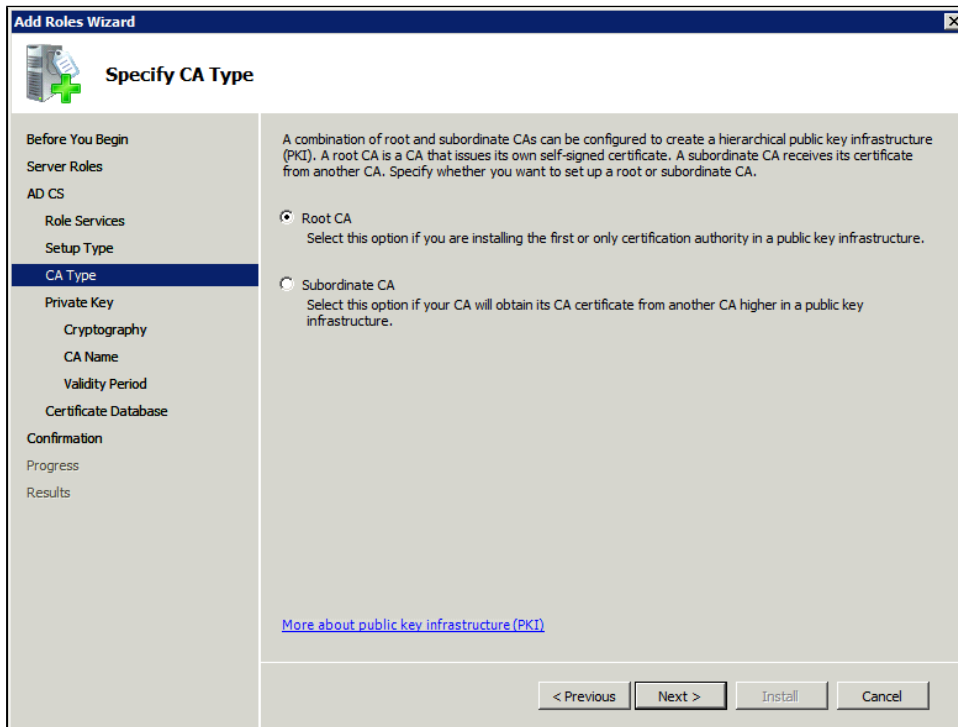 Add Roles Wizard
Specify CA Type
Before You Begin
Server Roles
AD CS
Role Services
Setup Type
CA Type
Private Key
Cryptography
CA Name
Validity Period
Certificate Database
Confirmation
Progress
Results
A combination of root and subordinate CAs can be configured to create a hierarchical public key infrastructure
(PKI). A root CA is a CA that issues its own self-signed certificate. A subordinate CA receives its certificate
from another CA. Specify whether you want to set up a root or subordinate CA.
Root CA
Select this option if you are installing the first or only certification authority in a public key infrastructure.
Subordinate CA
Select this option if your CA will obtain its CA certificate from another CA higher in a public key
infrastructure.
More about public key infrastructure (PKI)
< Previous
Next >
Install
Cancel